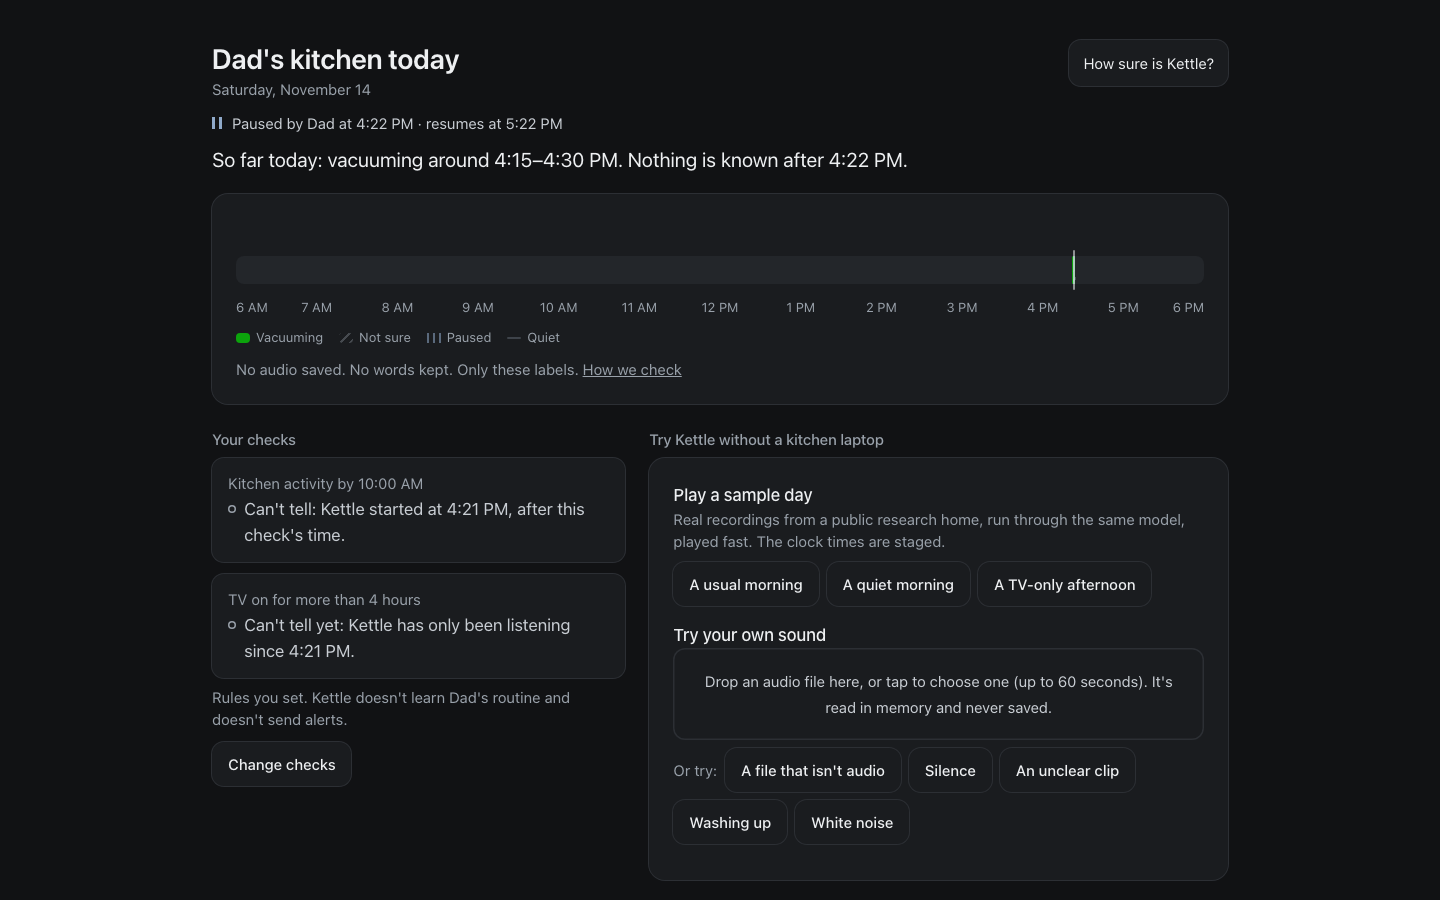 Dad's kitchen today
How sure is Kettle?
Saturday, November 14
Paused by Dad at 4:22 PM · resumes at 5:22 PM
So far today: vacuuming around 4:15–4:30 PM. Nothing is known after 4:22 PM.
6 AM 7 AM 8 AM 9 AM 10 AM 11 AM 12 PM 1 PM 2 PM 3 PM 4 PM 5 PM 6 PM
Vacuuming Not sure Paused Quiet
No audio saved. No words kept. Only these labels. How we check
Your checks
Kitchen activity by 10:00 AM
Can't tell: Kettle started at 4:21 PM, after this
check's time.
TV on for more than 4 hours
Can't tell yet: Kettle has only been listening
since 4:21 PM.
Rules you set. Kettle doesn't learn Dad's routine and
doesn't send alerts.
Change checks
Try Kettle without a kitchen laptop
Play a sample day
Real recordings from a public research home, run through the same model,
played fast. The clock times are staged.
A usual morning A quiet morning A TV-only afternoon
Try your own sound
Drop an audio file here, or tap to choose one (up to 60 seconds). It's
read in memory and never saved.
Or try: A file that isn't audio Silence An unclear clip
Washing up White noise